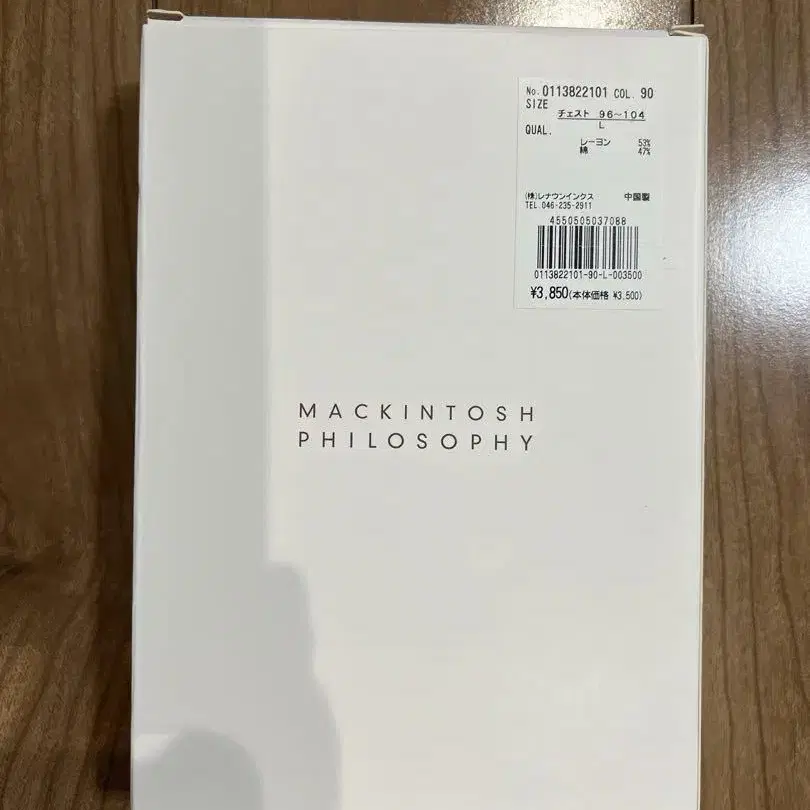 No.0113822101 COL. 90
SIZE
チェスト 96~104
L
QUAL.
レーヨン 53%
綿 47%
(株)レナウンインクス 中国製
TEL.046-235-2911
4550505037088
0113822101-90-L-003500
¥3,850(本体価格 ¥3,500)
MACKINTOSH
PHILOSOPHY